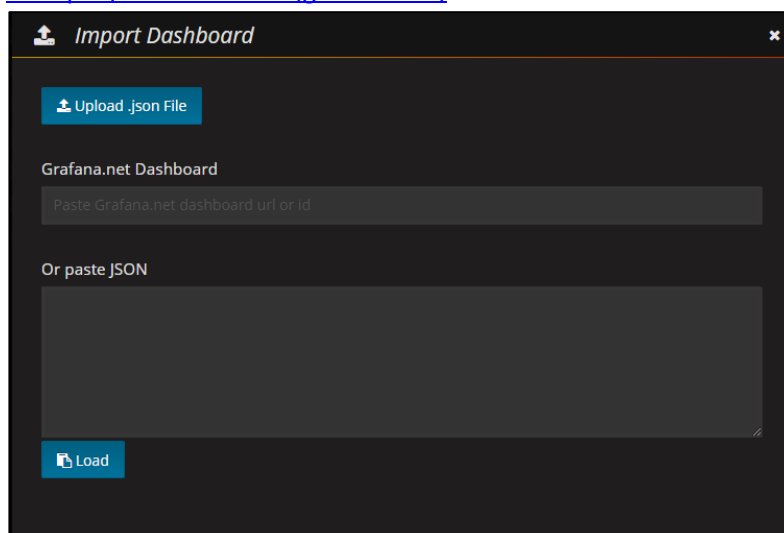 Import Dashboard
Upload .json File
Grafana.net Dashboard
Paste Grafana.net dashboard url or id
Or paste JSON
Load